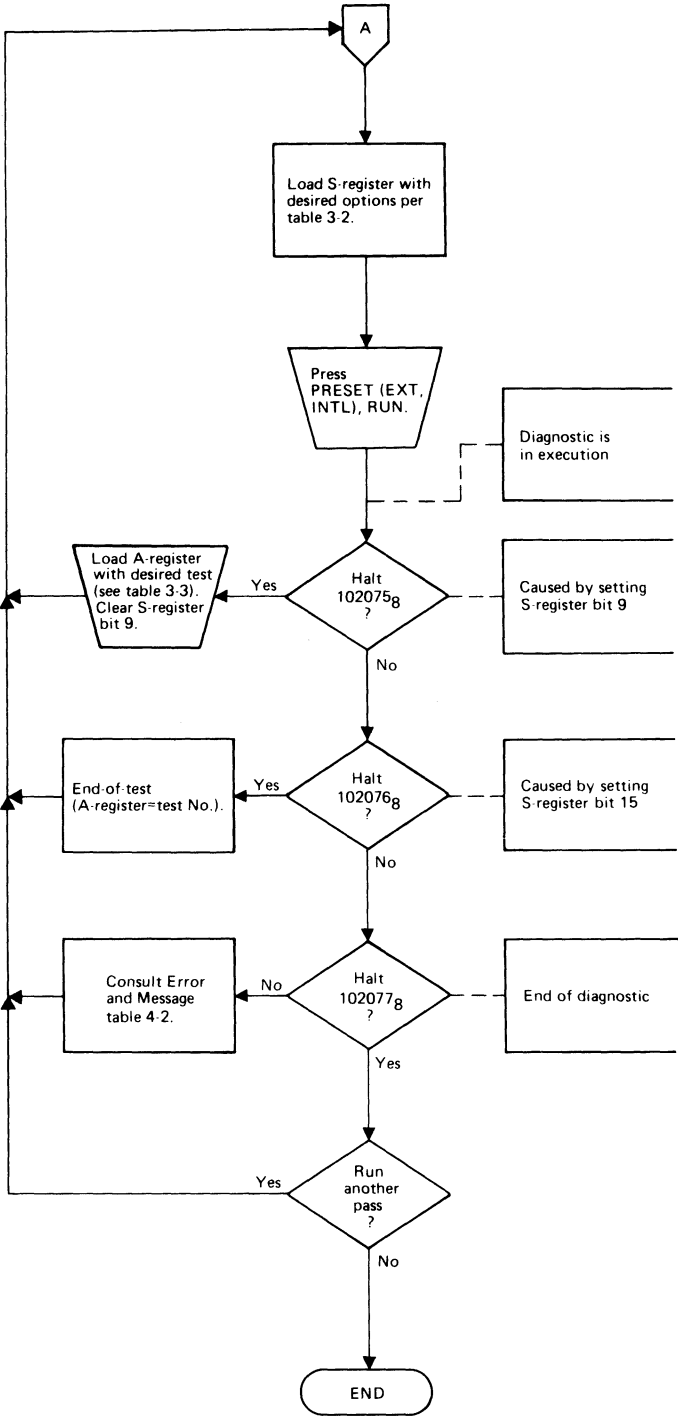 A
Load S-register with
desired options per
table 3-2.
Press
PRESET (EXT,
INTL), RUN.
Diagnostic is
in execution
Load A-register
with desired test
(see table 3-3).
Clear S-register
bit 9.
Yes
Halt
102075₈
?
Caused by setting
S-register bit 9
No
End-of-test
(A-register=test No.).
Yes
Halt
102076₈
?
Caused by setting
S-register bit 15
No
Consult Error
and Message
table 4-2.
No
Halt
102077₈
?
End of diagnostic
Yes
Yes
Run
another
pass
?
No
END